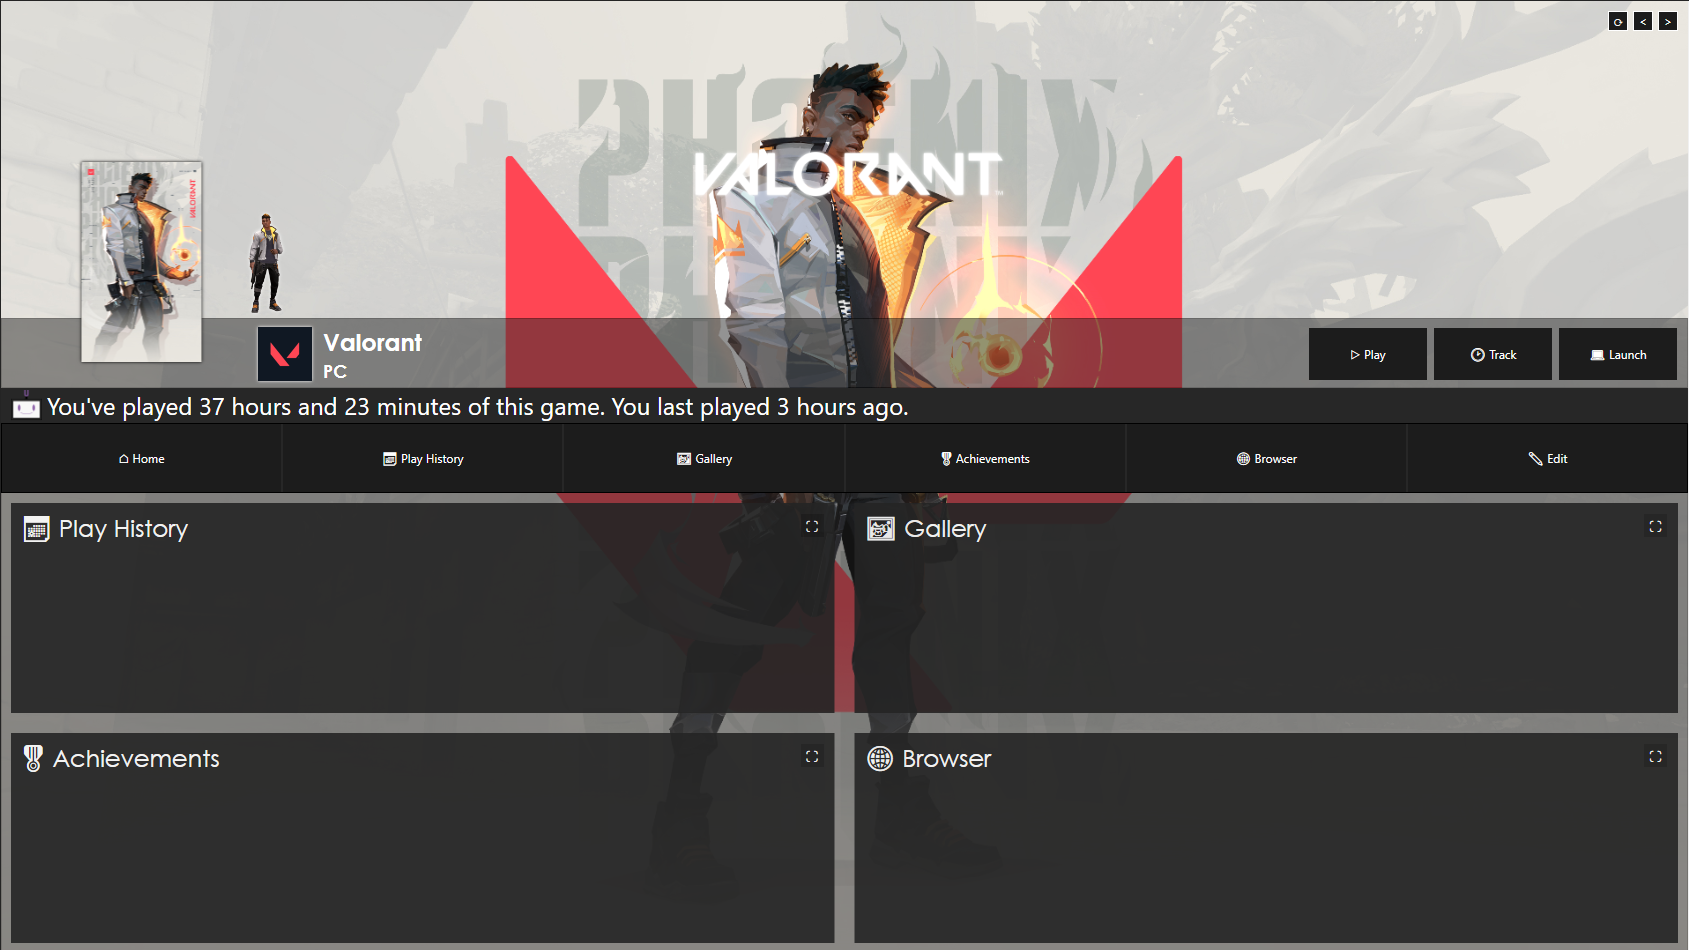 PHOENIX
VALORANT
VALORANT
Valorant
PC
Play
Track
Launch
You've played 37 hours and 23 minutes of this game. You last played 3 hours ago.
Home
Play History
Gallery
Achievements
Browser
Edit
Play History
Gallery
Achievements
Browser